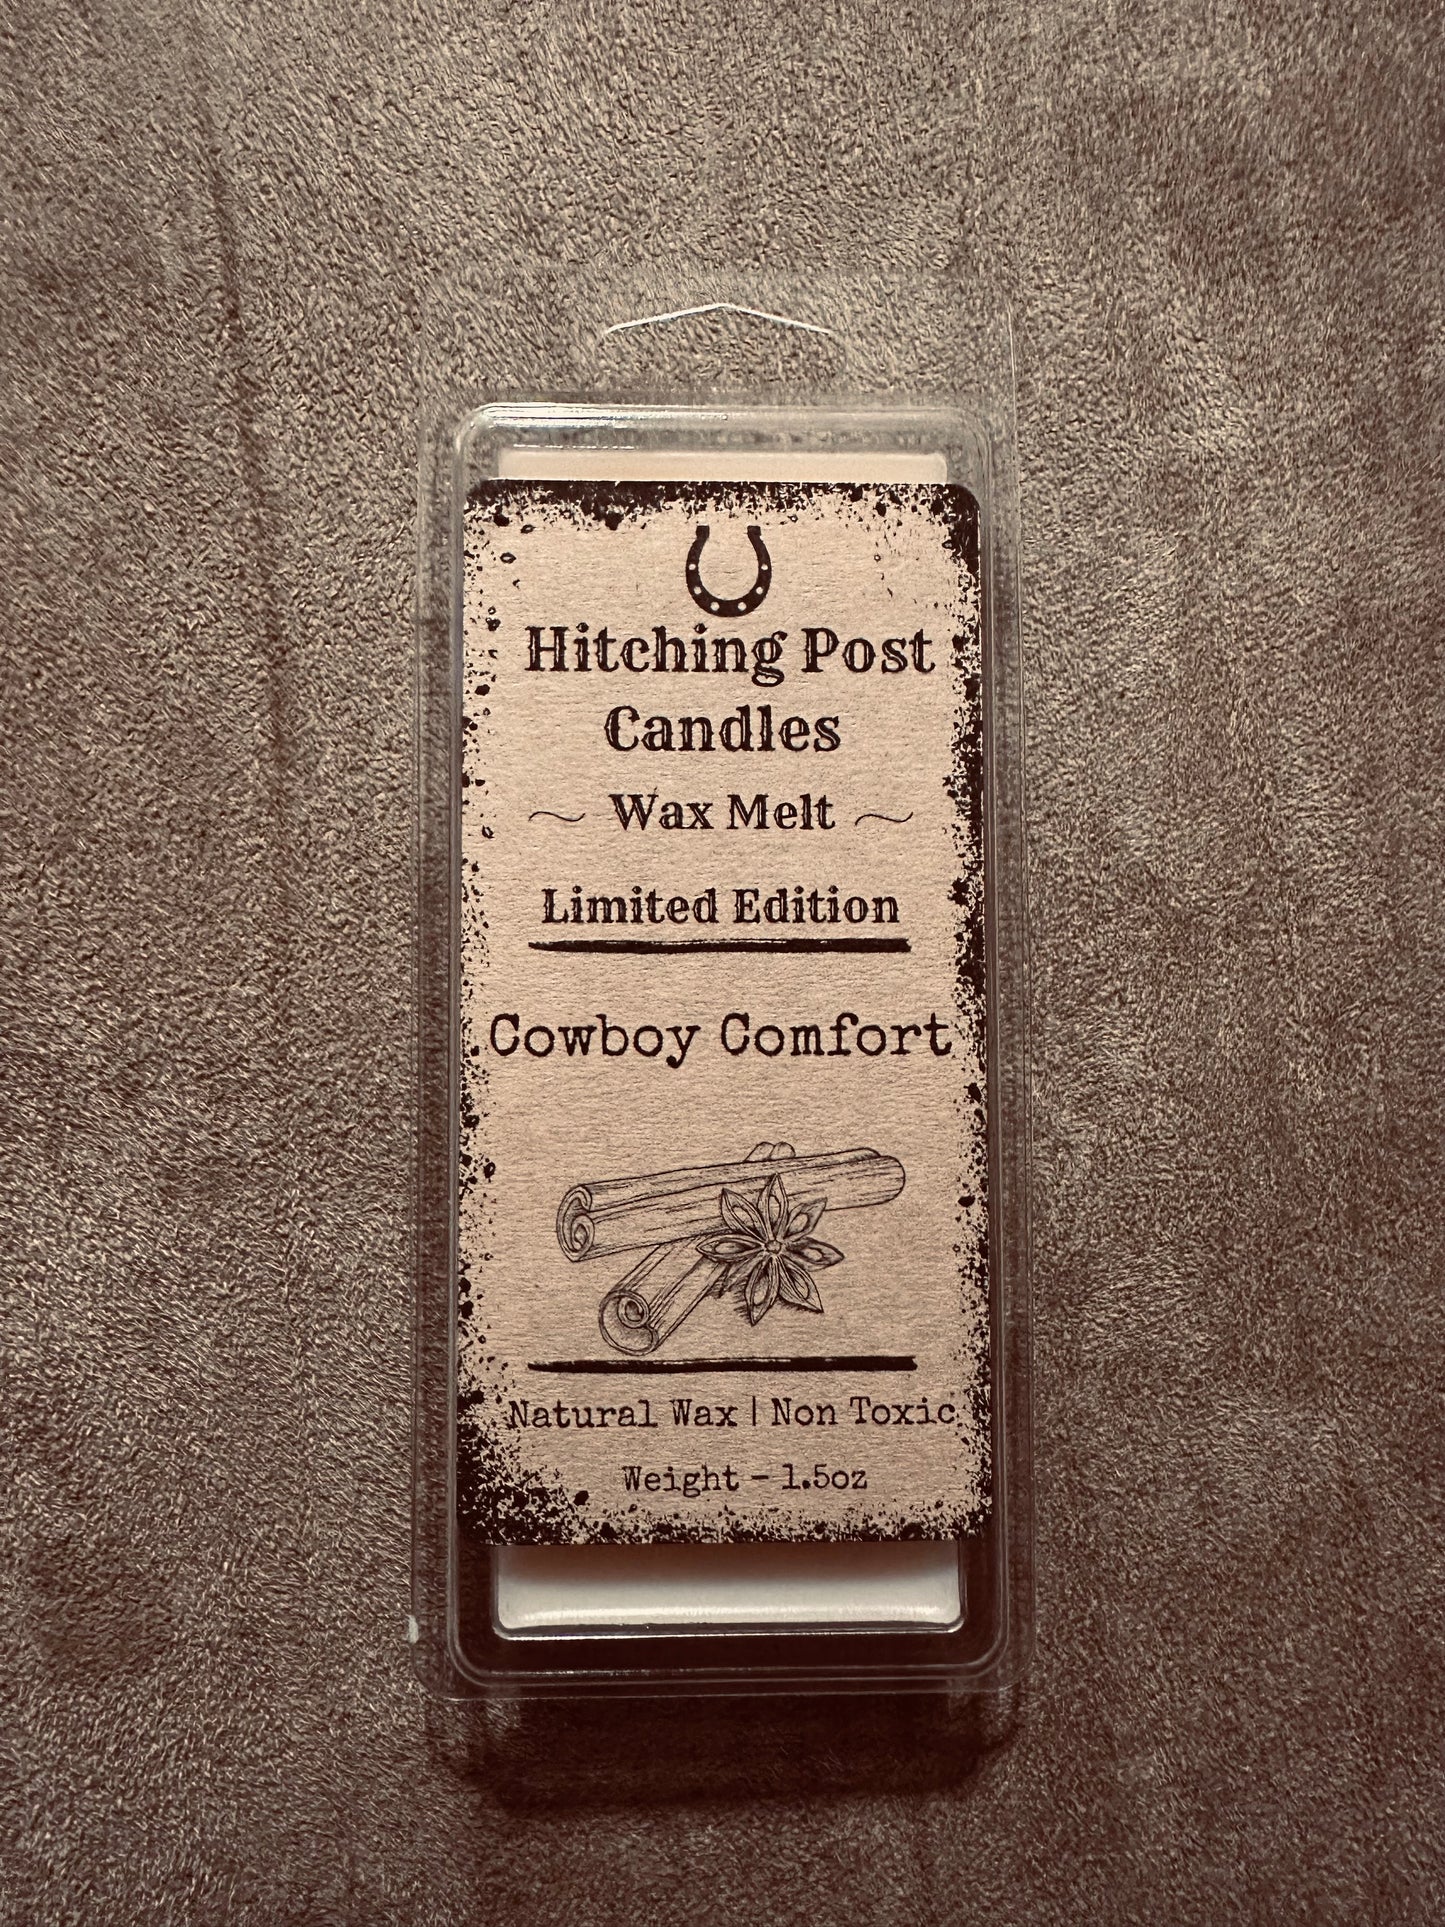 Hitching Post
Candles
~ Wax Melt ~
Limited Edition
Cowboy Comfort
Natural Wax | Non Toxic
Weight - 1.5oz